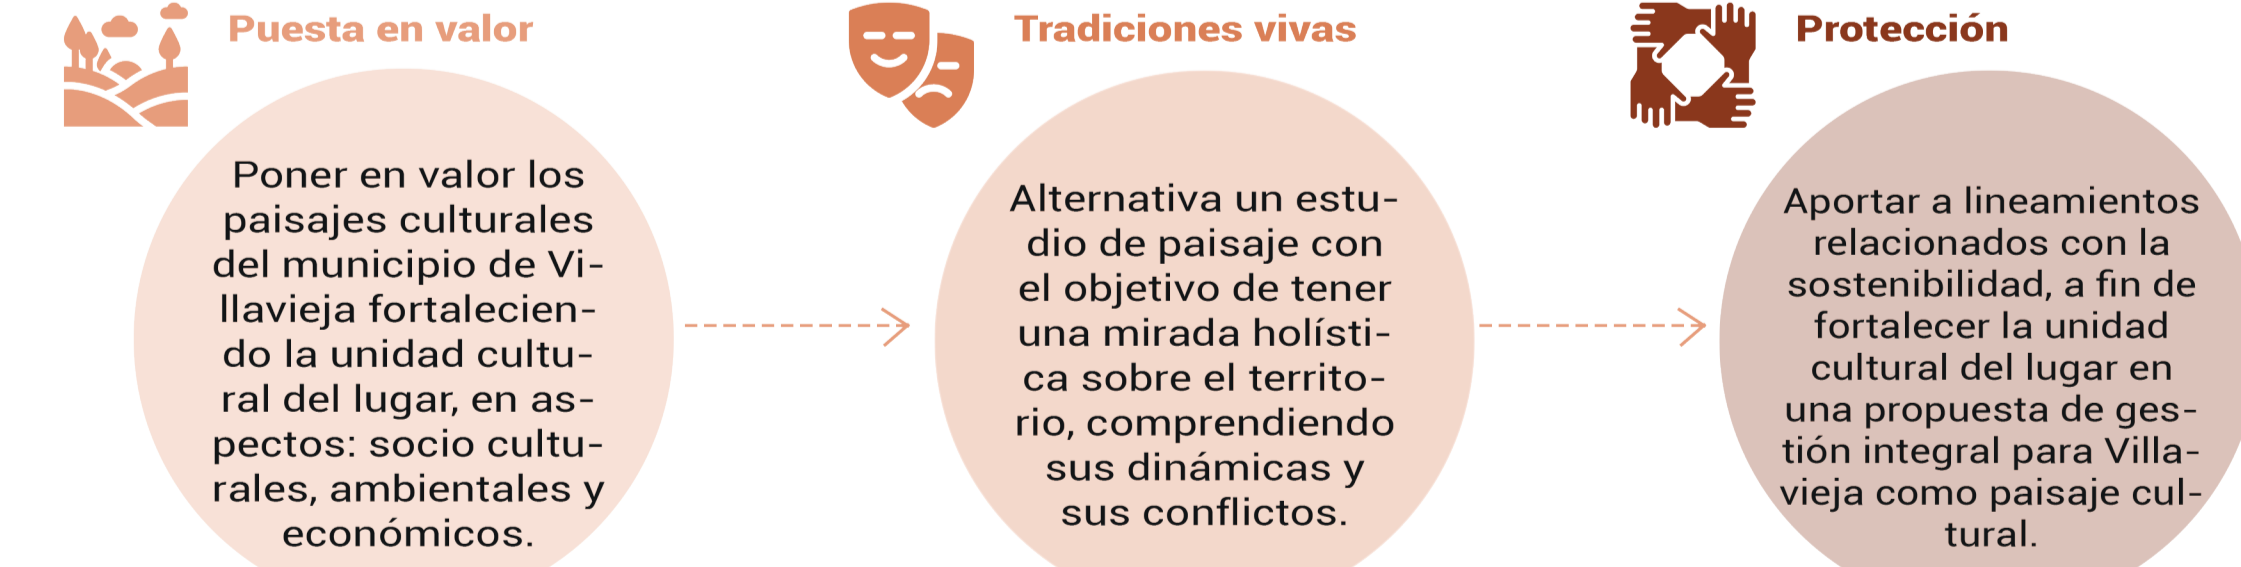 Puesta en valor
Poner en valor los
paisajes culturales
del municipio de Vi-
llavieja fortalecien-
do la unidad cultu-
ral del lugar, en as-
pectos: socio cultu-
rales, ambientales y
económicos.
Tradiciones vivas
Alternativa un estu-
dio de paisaje con
el objetivo de tener
una mirada holísti-
ca sobre el territo-
rio, comprendiendo
sus dinámicas y
sus conflictos.
Protección
Aportar a lineamientos
relacionados con la
sostenibilidad, a fin de
fortalecer la unidad
cultural del lugar en
una propuesta de ges-
tión integral para Villa-
vieja como paisaje cul-
tural.